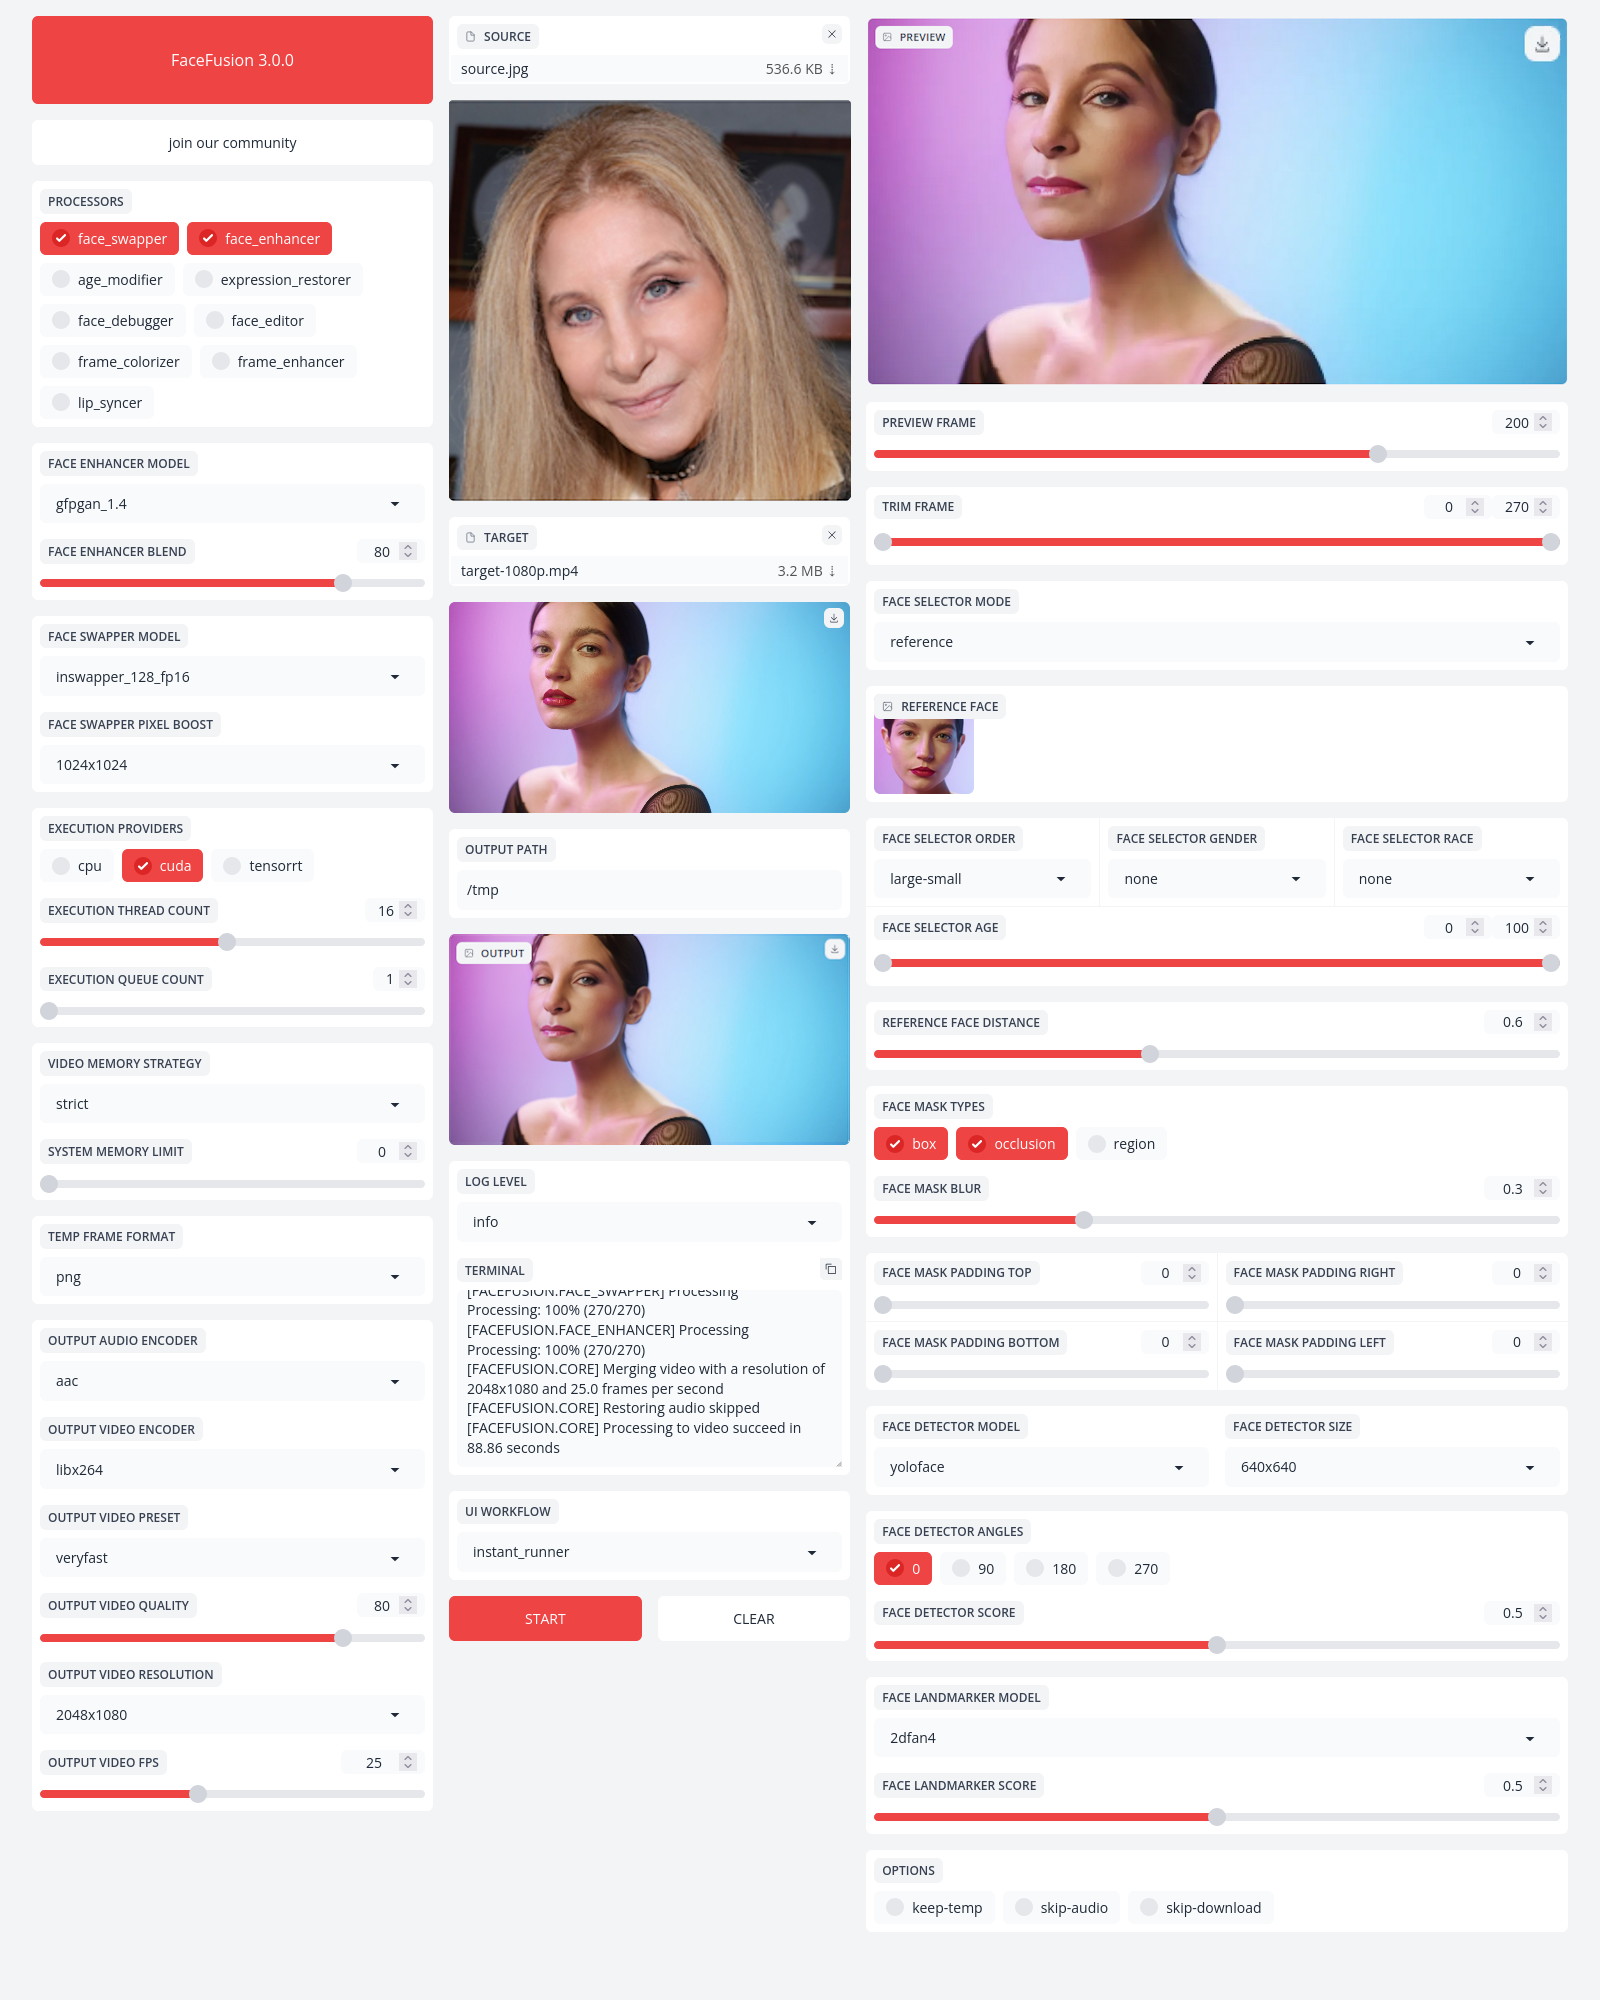 FaceFusion 3.0.0
join our community
PROCESSORS
face_swapper face_enhancer
age_modifier expression_restorer
face_debugger face_editor
frame_colorizer frame_enhancer
lip_syncer
FACE ENHANCER MODEL
gfpgan_1.4
FACE ENHANCER BLEND 80
FACE SWAPPER MODEL
inswapper_128_fp16
FACE SWAPPER PIXEL BOOST
1024x1024
EXECUTION PROVIDERS
cpu cuda tensorrt
EXECUTION THREAD COUNT 16
EXECUTION QUEUE COUNT 1
VIDEO MEMORY STRATEGY
strict
SYSTEM MEMORY LIMIT 0
TEMP FRAME FORMAT
png
OUTPUT AUDIO ENCODER
aac
OUTPUT VIDEO ENCODER
libx264
OUTPUT VIDEO PRESET
veryfast
OUTPUT VIDEO QUALITY 80
OUTPUT VIDEO RESOLUTION
2048x1080
OUTPUT VIDEO FPS 25
SOURCE
source.jpg 536.6 KB ↓
TARGET
target-1080p.mp4 3.2 MB ↓
OUTPUT PATH
/tmp
OUTPUT
LOG LEVEL
info
TERMINAL
[FACEFUSION.FACE_SWAPPER] Processing
Processing: 100% (270/270)
[FACEFUSION.FACE_ENHANCER] Processing
Processing: 100% (270/270)
[FACEFUSION.CORE] Merging video with a resolution of
2048x1080 and 25.0 frames per second
[FACEFUSION.CORE] Restoring audio skipped
[FACEFUSION.CORE] Processing to video succeed in
88.86 seconds
UI WORKFLOW
instant_runner
START CLEAR
PREVIEW
PREVIEW FRAME 200
TRIM FRAME 0 270
FACE SELECTOR MODE
reference
REFERENCE FACE
FACE SELECTOR ORDER FACE SELECTOR GENDER FACE SELECTOR RACE
large-small none none
FACE SELECTOR AGE 0 100
REFERENCE FACE DISTANCE 0.6
FACE MASK TYPES
box occlusion region
FACE MASK BLUR 0.3
FACE MASK PADDING TOP 0 FACE MASK PADDING RIGHT 0
FACE MASK PADDING BOTTOM 0 FACE MASK PADDING LEFT 0
FACE DETECTOR MODEL FACE DETECTOR SIZE
yoloface 640x640
FACE DETECTOR ANGLES
0 90 180 270
FACE DETECTOR SCORE 0.5
FACE LANDMARKER MODEL
2dfan4
FACE LANDMARKER SCORE 0.5
OPTIONS
keep-temp skip-audio skip-download